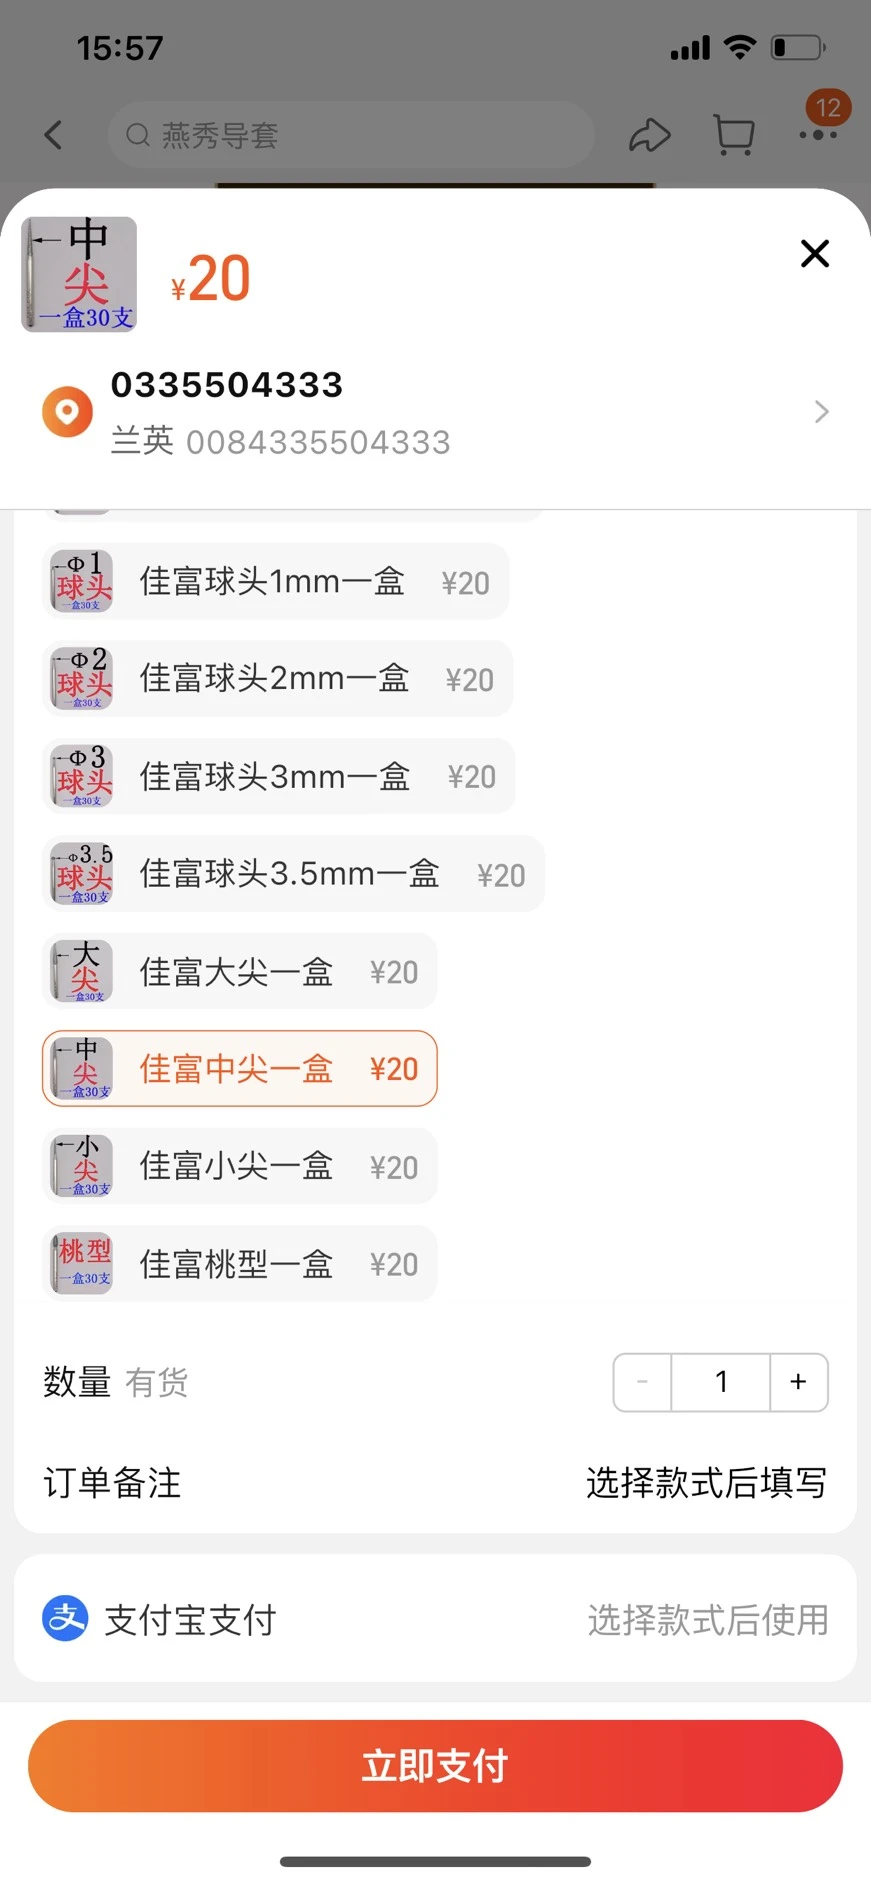 15:57
燕秀导套
12
中
尖
一盒30支
¥20
0335504333
兰英 0084335504333
Φ1
球头
一盒30支
佳富球头1mm一盒 ¥20
Φ2
球头
一盒30支
佳富球头2mm一盒 ¥20
Φ3
球头
一盒30支
佳富球头3mm一盒 ¥20
Φ3.5
球头
一盒30支
佳富球头3.5mm一盒 ¥20
大
尖
一盒30支
佳富大尖一盒 ¥20
中
尖
一盒30支
佳富中尖一盒 ¥20
小
尖
一盒30支
佳富小尖一盒 ¥20
桃型
一盒30支
佳富桃型一盒 ¥20
数量 有货 - 1 +
订单备注 选择款式后填写
支 支付宝支付 选择款式后使用
立即支付